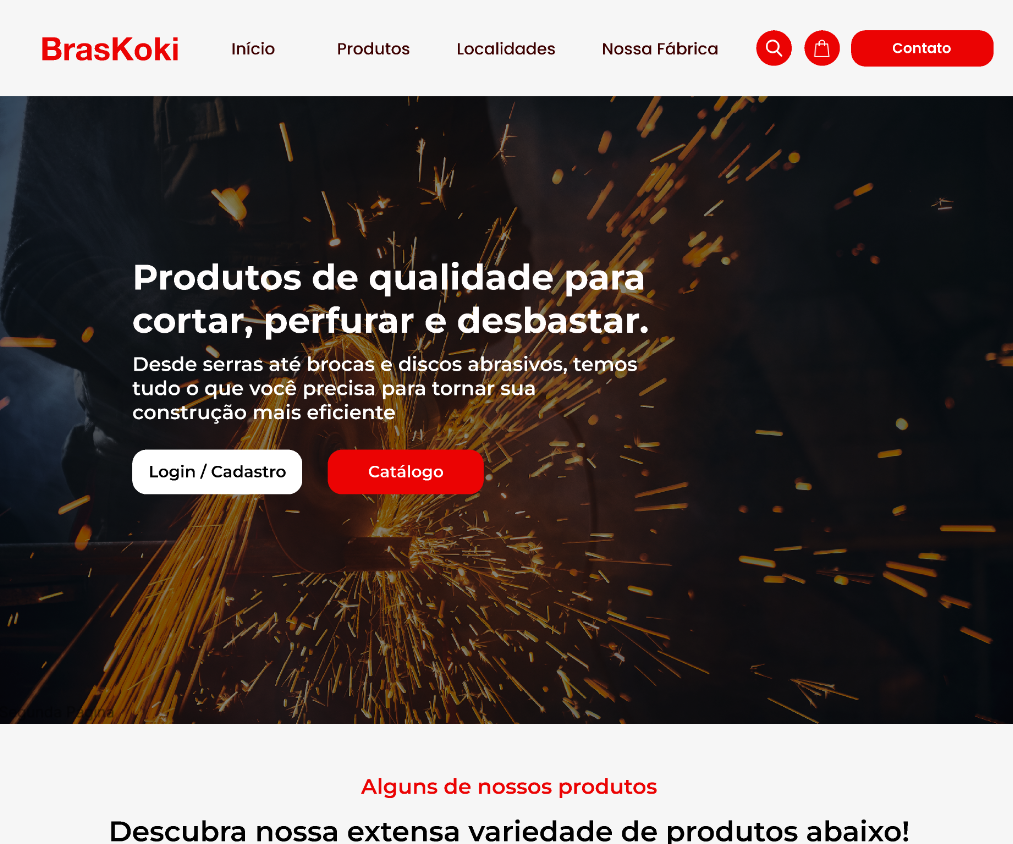 BrasKoki
Início
Produtos
Localidades
Nossa Fábrica
Contato
Produtos de qualidade para
cortar, perfurar e desbastar.
Desde serras até brocas e discos abrasivos, temos
tudo o que você precisa para tornar sua
construção mais eficiente
Login / Cadastro
Catálogo
Alguns de nossos produtos
Descubra nossa extensa variedade de produtos abaixo!